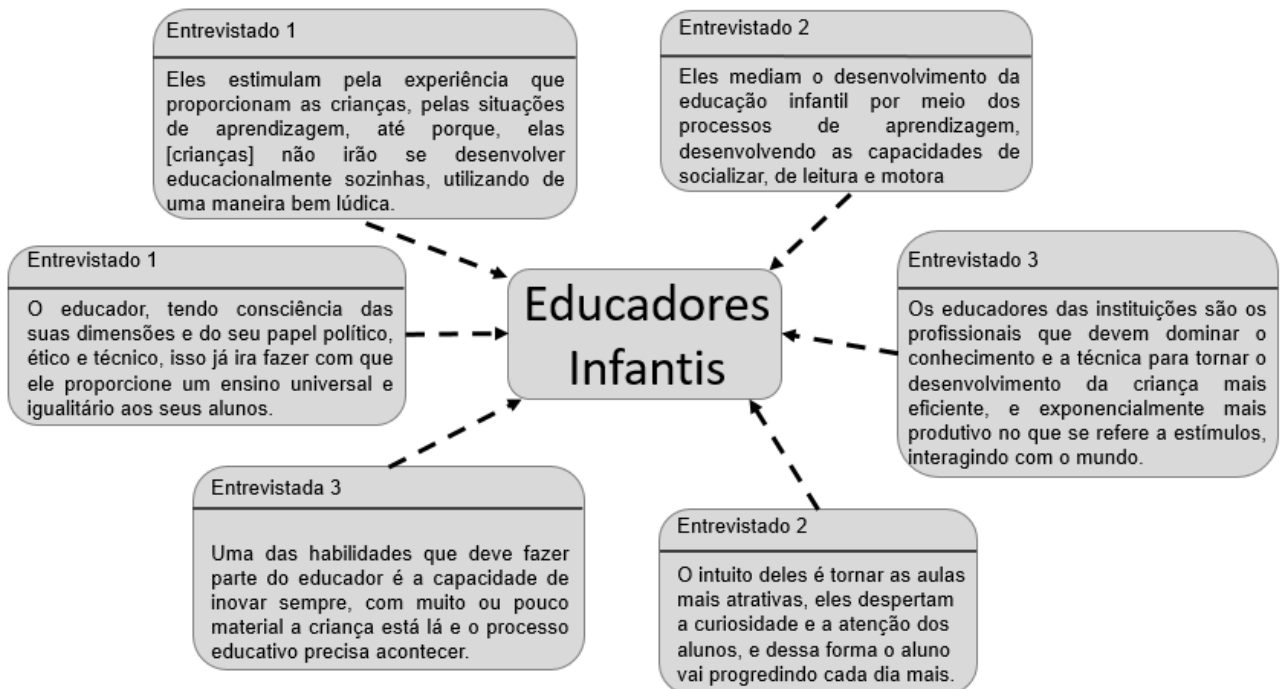 Entrevistado 1
Eles estimulam pela experiência que
proporcionam as crianças, pelas situações
de aprendizagem, até porque, elas
[crianças] não irão se desenvolver
educacionalmente sozinhas, utilizando de
uma maneira bem lúdica.
Entrevistado 2
Eles mediam o desenvolvimento da
educação infantil por meio dos
processos de aprendizagem,
desenvolvendo as capacidades de
socializar, de leitura e motora
Entrevistado 1
O educador, tendo consciência das
suas dimensões e do seu papel político,
ético e técnico, isso já ira fazer com que
ele proporcione um ensino universal e
igualitário aos seus alunos.
Educadores
Infantis
Entrevistado 3
Os educadores das instituições são os
profissionais que devem dominar o
conhecimento e a técnica para tornar o
desenvolvimento da criança mais
eficiente, e exponencialmente mais
produtivo no que se refere a estímulos,
interagindo com o mundo.
Entrevistada 3
Uma das habilidades que deve fazer
parte do educador é a capacidade de
inovar sempre, com muito ou pouco
material a criança está lá e o processo
educativo precisa acontecer.
Entrevistado 2
O intuito deles é tornar as aulas
mais atrativas, eles despertam
a curiosidade e a atenção dos
alunos, e dessa forma o aluno
vai progredindo cada dia mais.